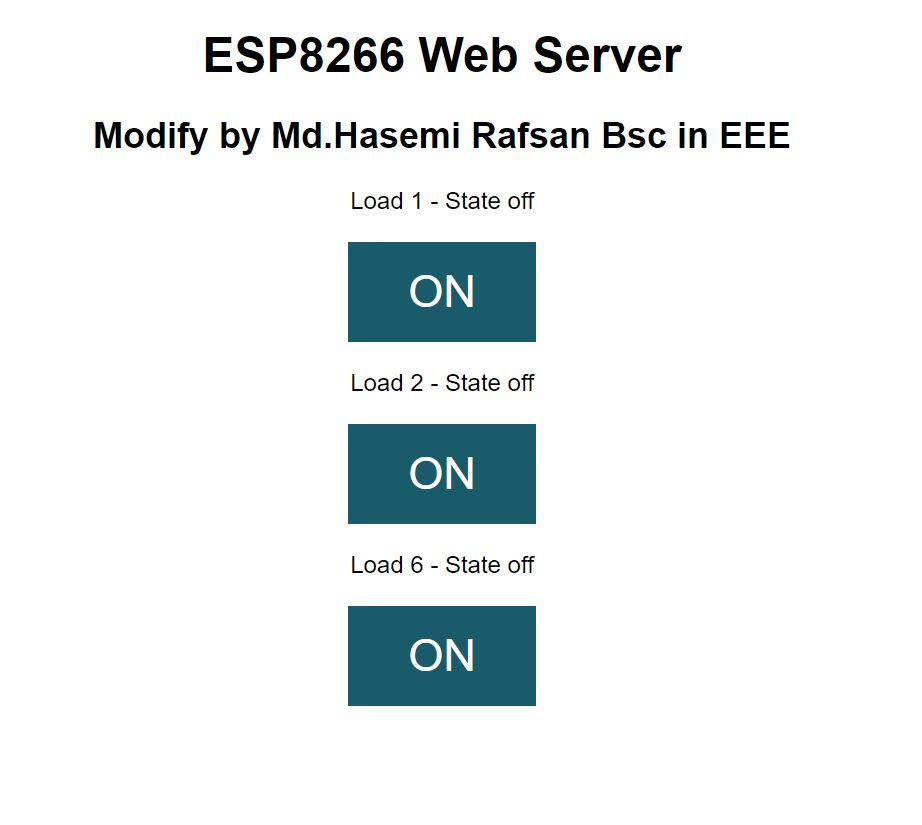 ESP8266 Web Server
Modify by Md.Hasemi Rafsan Bsc in EEE
Load 1 - State off
ON
Load 2 - State off
ON
Load 6 - State off
ON